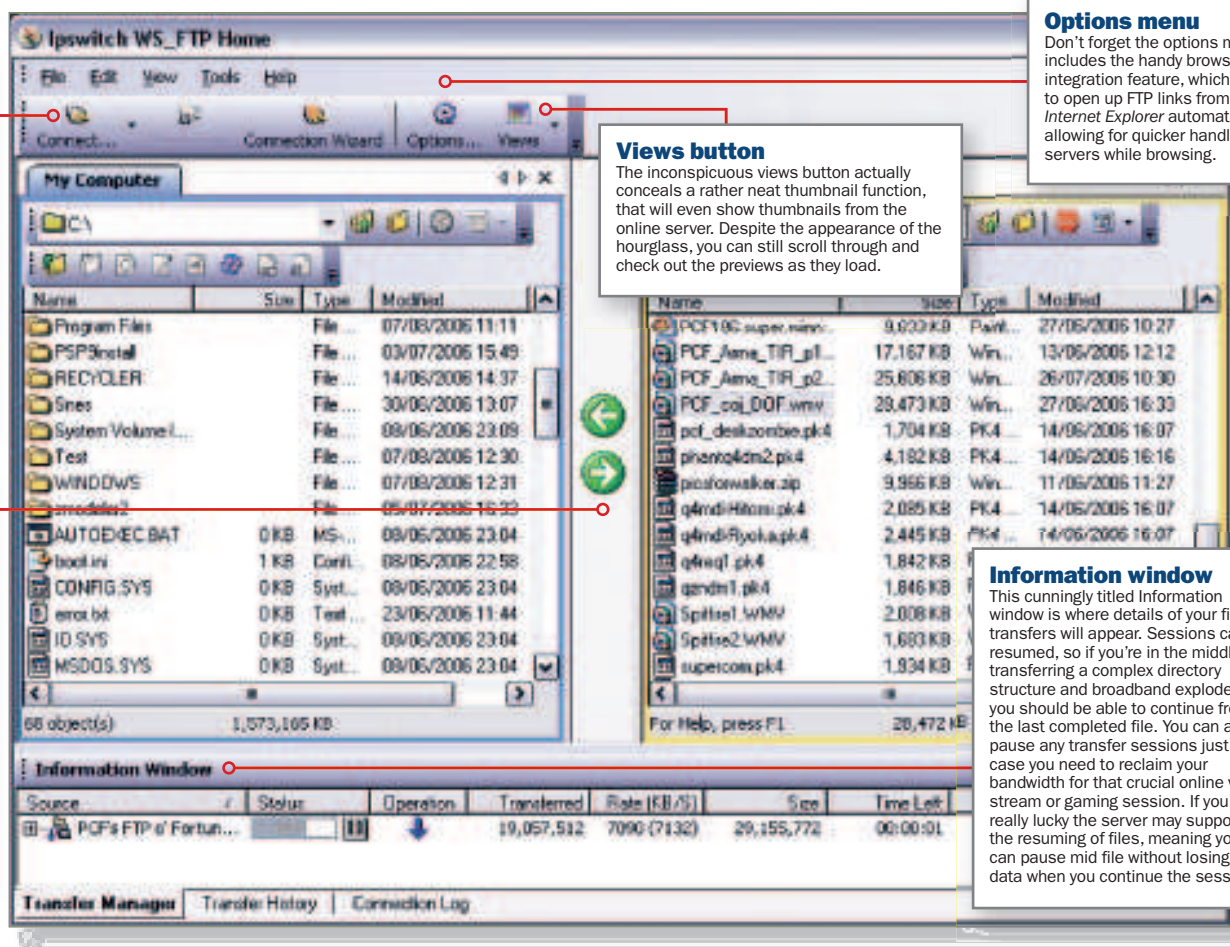 Ipswitch WS_FTP Home
File Edit View Tools Help
Connect... Connection Wizard Options... Views
Options menu
Don't forget the options m
includes the handy brows
integration feature, which
to open up FTP links from
Internet Explorer automat
allowing for quicker handl
servers while browsing.
Views button
The inconspicuous views button actually
conceals a rather neat thumbnail function,
that will even show thumbnails from the
online server. Despite the appearance of the
hourglass, you can still scroll through and
check out the previews as they load.
My Computer
C:\
Name Size Type Modified
Program Files File ... 07/08/2006 11:11
PSP9install File ... 03/07/2006 15:49
RECYCLER File ... 14/06/2006 14:37
Snes File ... 30/06/2006 13:07
System Volume I... File ... 08/06/2006 23:09
Test File ... 07/08/2006 12:30
WINDOWS File ... 07/08/2006 12:31
File ... 05/07/2006 16:33
AUTOEXEC.BAT 0 KB MS-... 08/06/2006 23:04
boot.ini 1 KB Confi... 08/06/2006 22:58
CONFIG.SYS 0 KB Syst... 08/06/2006 23:04
error.txt 0 KB Text ... 23/06/2006 11:44
IO.SYS 0 KB Syst... 08/06/2006 23:04
MSDOS.SYS 0 KB Syst... 08/06/2006 23:04
68 object(s) 1,573,165 KB
Name Size Type Modified
Paint... 27/06/2006 10:27
17,167 KB Win... 13/06/2006 12:12
25,606 KB Win... 26/07/2006 10:30
PCF_coj_DOF.wmv 28,473 KB Win... 27/06/2006 16:33
pcf_deskzombie.pk4 1,704 KB PK4 ... 14/06/2006 16:07
phantq4dm2.pk4 4,182 KB PK4 ... 14/06/2006 16:16
picsforwalker.zip 9,966 KB Win... 11/06/2006 11:27
q4mdl-Hitomi.pk4 2,085 KB PK4 ... 14/06/2006 16:07
q4mdl-Ryoka.pk4 2,445 KB PK4 ... 14/06/2006 16:07
1,842 KB
1,846 KB
Spitfire1.WMV 2,008 KB
Spitfire2.WMV 1,683 KB
supercom.pk4 1,934 KB
For Help, press F1 28,472 KB
Information window
This cunningly titled Information
window is where details of your fi
transfers will appear. Sessions ca
resumed, so if you're in the middl
transferring a complex directory
structure and broadband explode
you should be able to continue fr
the last completed file. You can a
pause any transfer sessions just
case you need to reclaim your
bandwidth for that crucial online v
stream or gaming session. If you
really lucky the server may suppo
the resuming of files, meaning yo
can pause mid file without losing
data when you continue the sess
Information Window
Source / Status Operation Transferred Rate (KB/S) Size Time Left
PCF's FTP o' Fortun... 19,057,512 7090 (7132) 29,155,772 00:00:01
Transfer Manager Transfer History Connection Log